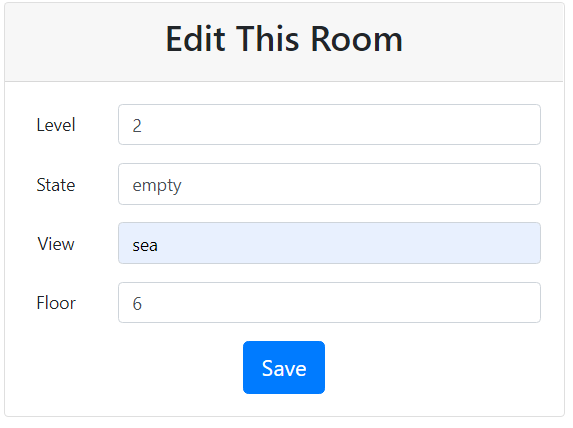 Edit This Room
Level 2
State empty
View sea
Floor 6
Save